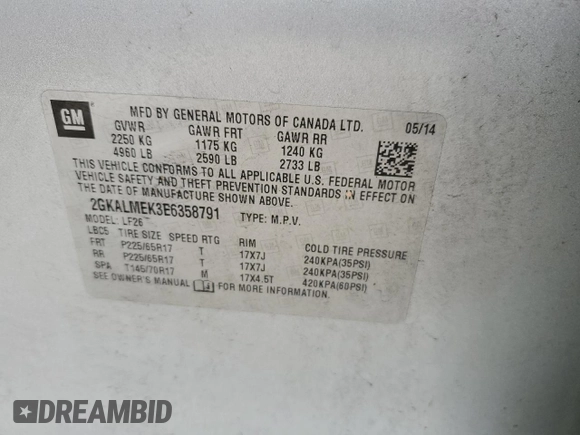 GM
MFD BY GENERAL MOTORS OF CANADA LTD. 05/14
GVWR GAWR FRT GAWR RR
2250 KG 1175 KG 1240 KG
4960 LB 2590 LB 2733 LB
THIS VEHICLE CONFORMS TO ALL APPLICABLE U.S. FEDERAL MOTOR
VEHICLE SAFETY AND THEFT PREVENTION STANDARDS IN EFFECT ON
THE DATE OF MANUFACTURE SHOWN ABOVE.
2GKALMEK3E6358791 TYPE: M.P.V.
MODEL: LF26
LBC5 TIRE SIZE SPEED RTG RIM COLD TIRE PRESSURE
FRT P225/65R17 T 17X7J 240KPA(35PSI)
RR P225/65R17 T 17X7J 240KPA(35PSI)
SPA T145/70R17 M 17X4.5T 420KPA(60PSI)
SEE OWNER'S MANUAL FOR MORE INFORMATION.
DREAMBID